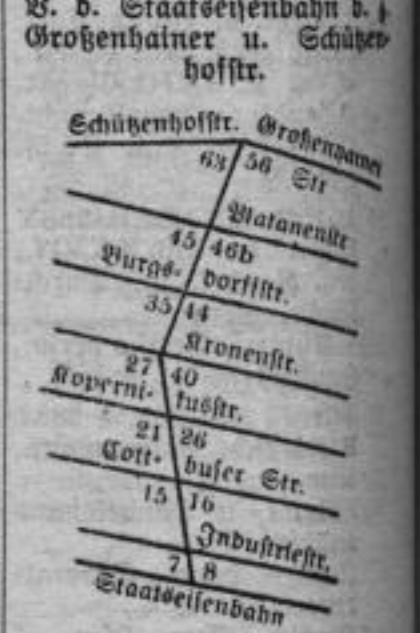 V. d. Staatseisenbahn b. z.
Großenhainer u. Schützen-
hofstr.
Schützenhofstr. Großenhainer
63 56 Str
Platanenstr
45 46b
Burgs- dorffstr.
35 44
Kronenstr.
27 40
Koperni- kusstr.
21 26
Cott- buser Str.
15 16
Industriestr.
7 8
Staatseisenbahn